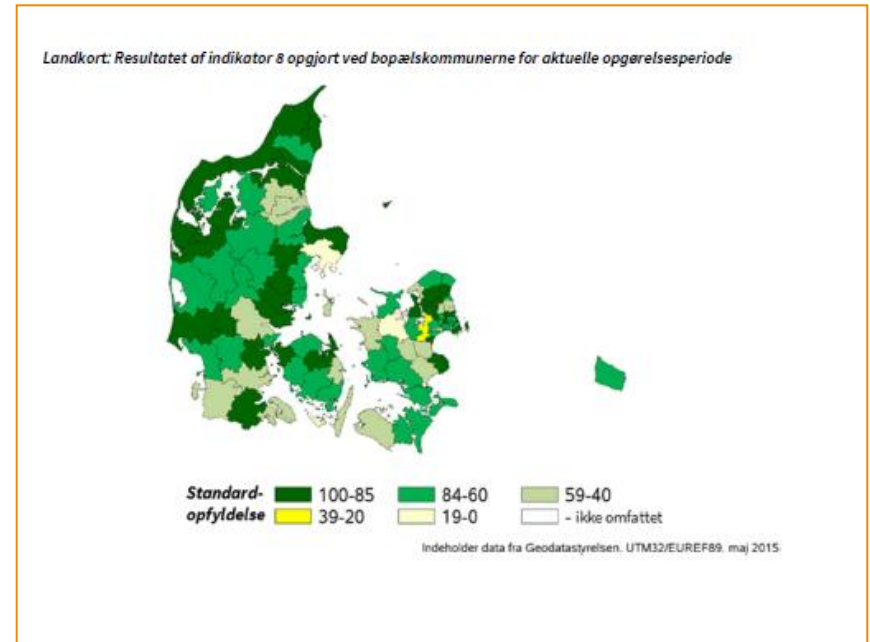 Landkort: Resultatet af indikator 8 opgjort ved bopælskommunerne for aktuelle opgørelsesperiode
Standard-opfyldelse
100-85
84-60
59-40
39-20
19-0
- ikke omfattet
Indeholder data fra Geodatastyrelsen. UTM32/EUREF89. maj 2015